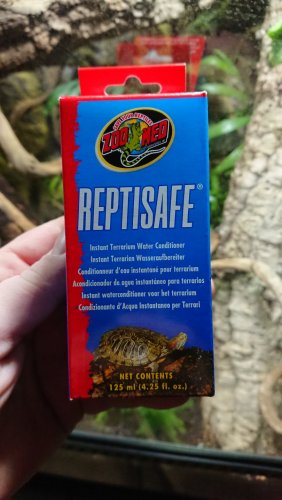 ZOO MED
REPTISAFE®
Instant Terrarium Water Conditioner
Instant Terrarien Wasseraufbereiter
Conditionneur d'eau instantané pour terrarium
Acondicionador de agua instantáneo para terrarios
Instant waterconditioner voor het terrarium
Condizionante d'Acqua Instantaneo per Terrari
NET CONTENTS
125 ml (4.25 fl. oz.)